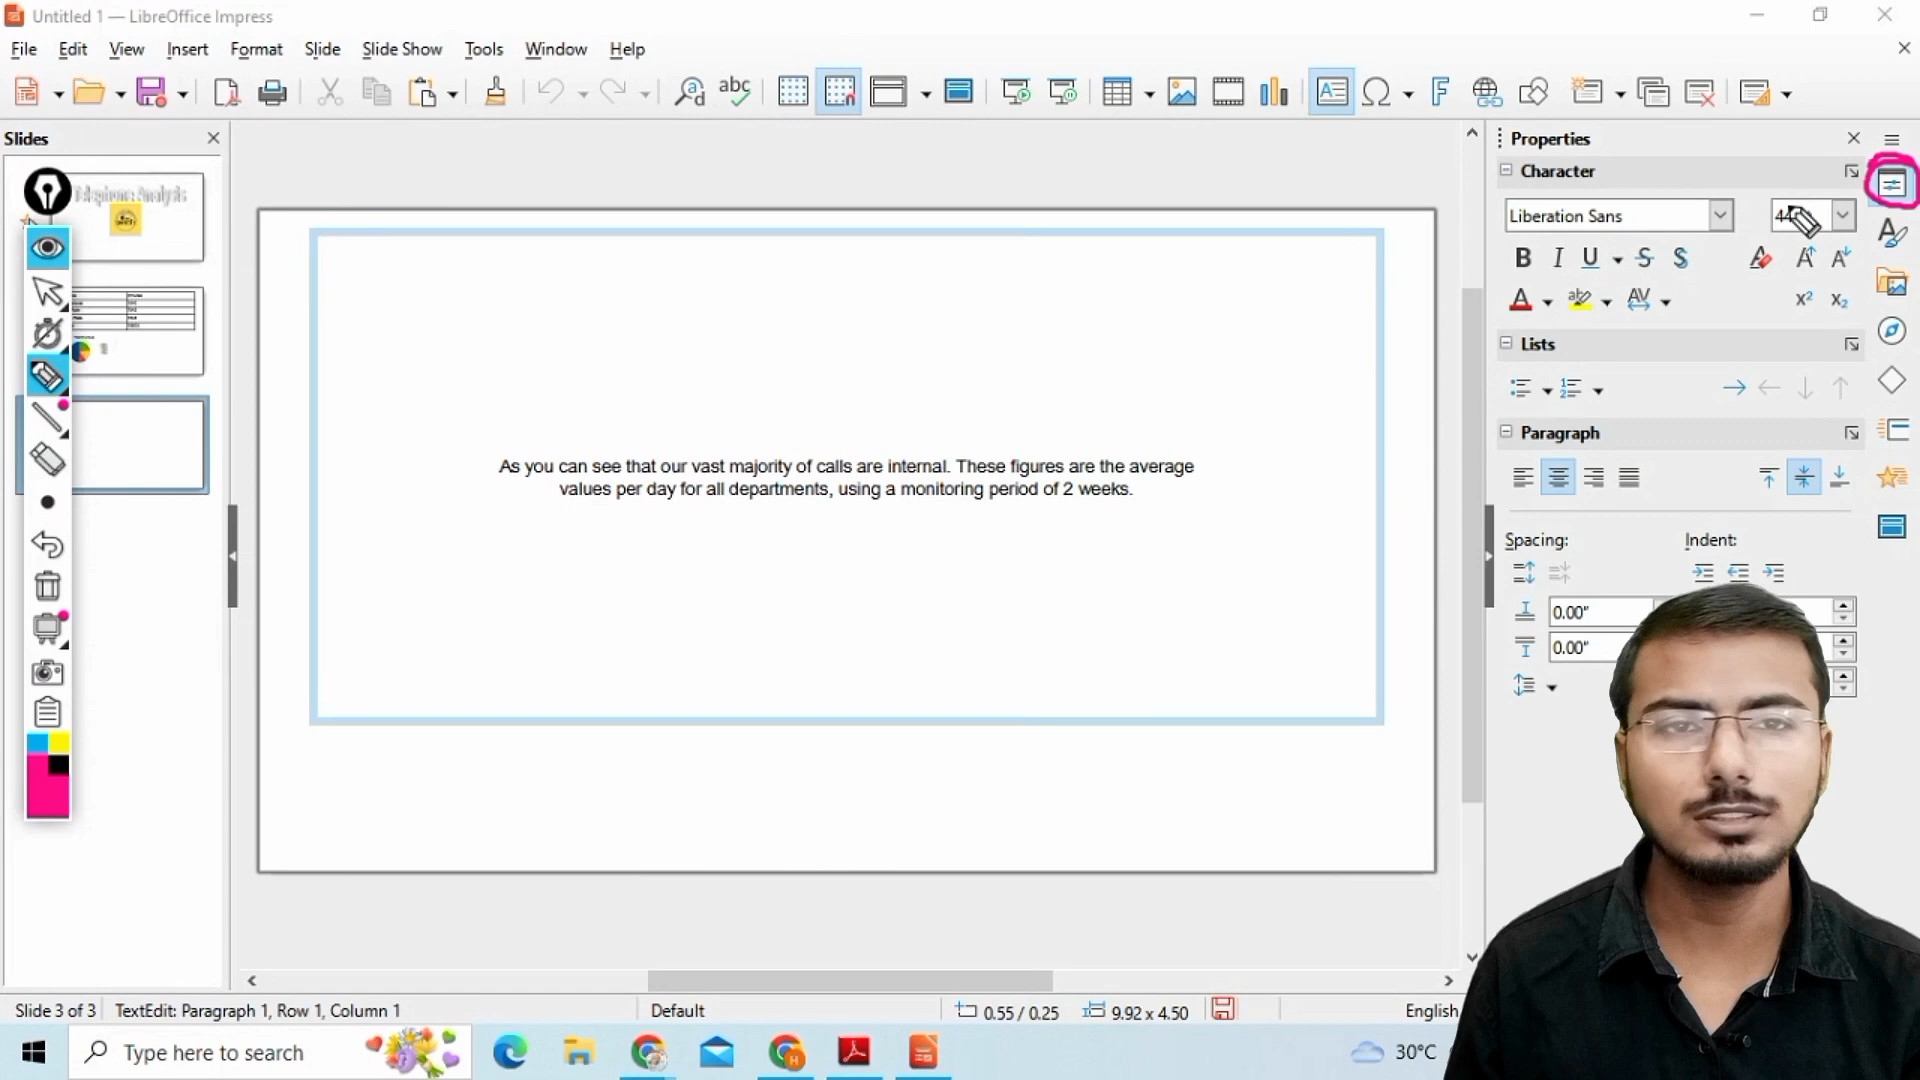 Untitled 1 — LibreOffice Impress
File Edit View Insert Format Slide Slide Show Tools Window Help
Slides
Telephone Analysis
Properties
Character
Liberation Sans
44
Lists
Paragraph
Spacing:
Indent:
0.00"
0.00"
As you can see that our vast majority of calls are internal. These figures are the average
values per day for all departments, using a monitoring period of 2 weeks.
Slide 3 of 3 TextEdit: Paragraph 1, Row 1, Column 1 Default 0.55 / 0.25 9.92 x 4.50 English
Type here to search 30°C